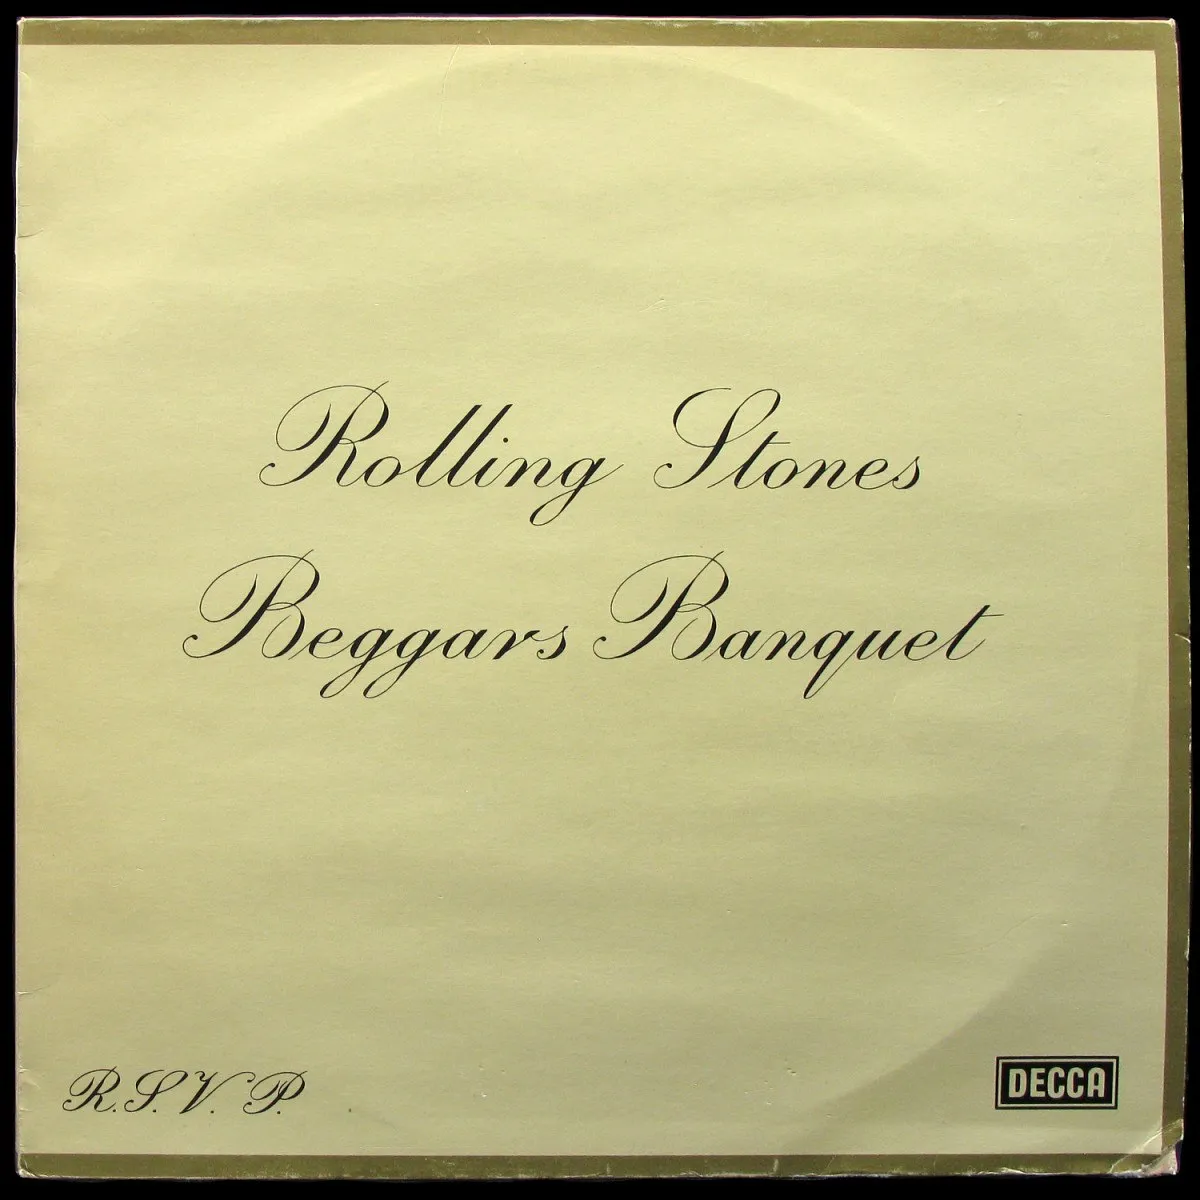 Rolling Stones
Beggars Banquet
R.S.V.P.
DECCA